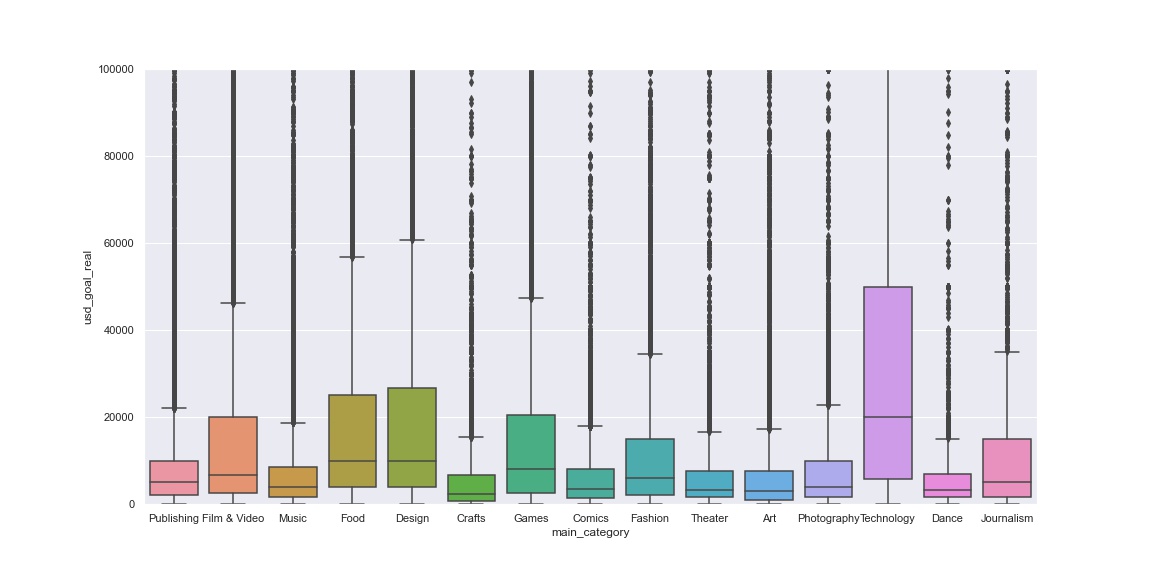 100000
80000
60000
40000
20000
0
usd_goal_real
Publishing Film & Video Music Food Design Crafts Games Comics Fashion Theater Art Photography Technology Dance Journalism
main_category